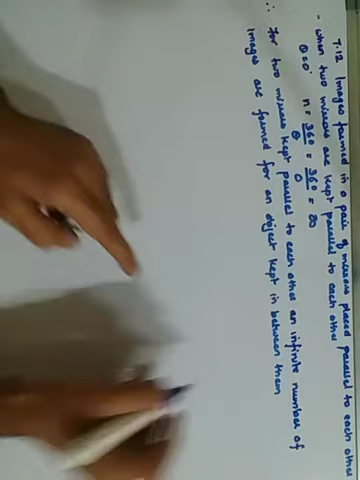 7.12 Images formed in a pair of mirrors placed parallel to each other
- when two mirrors are kept parallel to each other
θ=0° n = 360/θ = 360/0 = ∞
∴ For two mirrors kept parallel to each other an infinite number of
Images are formed for an object kept in between them